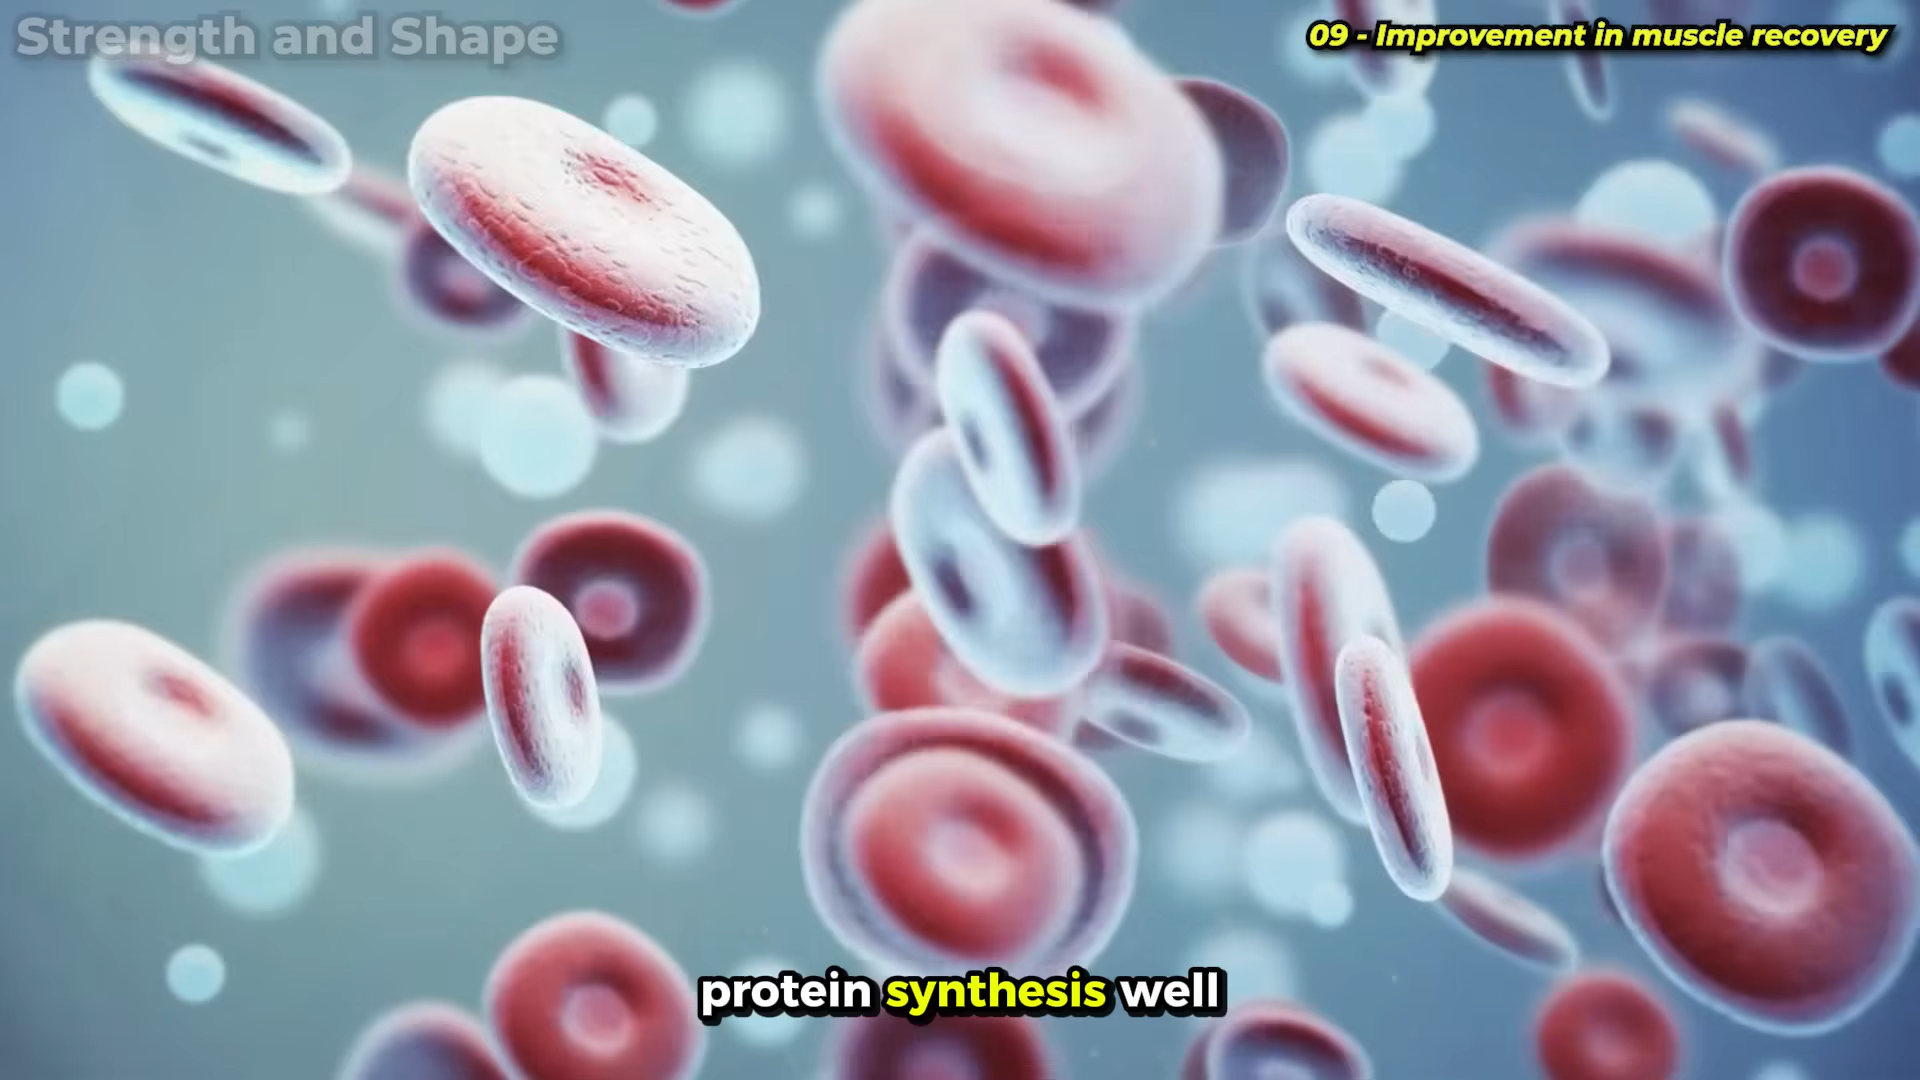 Strength and Shape
09 - Improvement in muscle recovery
protein synthesis well